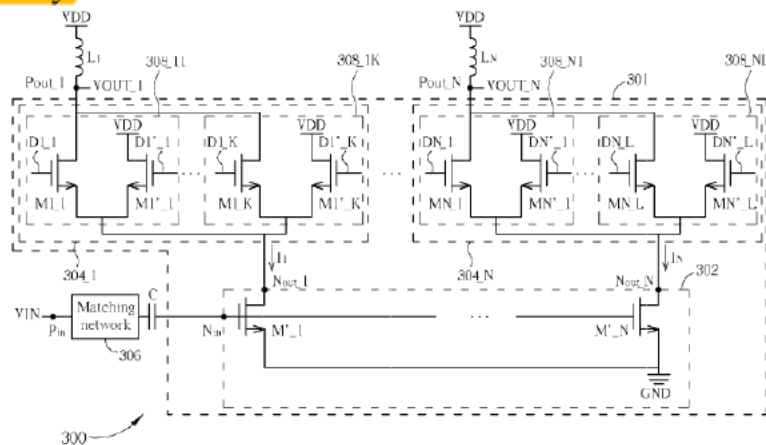 VDD VDD
L1 308_11 308_1K LN 308_N1 308_NL
Pout_1 VOUT_1 Pout_N VOUT_N 301
VDD VDD VDD VDD
D1_1 D1'_1 D1_K D1'_K DN_1 DN'_1 DN_L DN'_L
... ... ... ...
M1_1 M1'_1 M1_K M1'_K MN_1 MN'_1 MN_L MN'_L
304_1 I1 304_N IN
Nout_1 Nout_N 302
VIN Pin Matching network C Nin M'_1 ... M'_N
306
GND
300